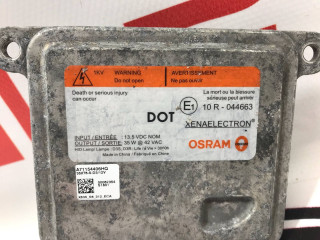 1KV
WARNING
Do not open
AVERTISSEMENT
Ne pas ouvrir
Death or serious injury
can occur
La mort ou la blessure
sérieuse peut arriver
DOT
E1
10 R - 044663
XENAELECTRON®
INPUT / ENTRÉE : 13.5 VDC NOM.
OUTPUT / SORTIE: 35 W @ 42 VAC
OSRAM
Made in China / Fabriqué en Chine
A71154406HG